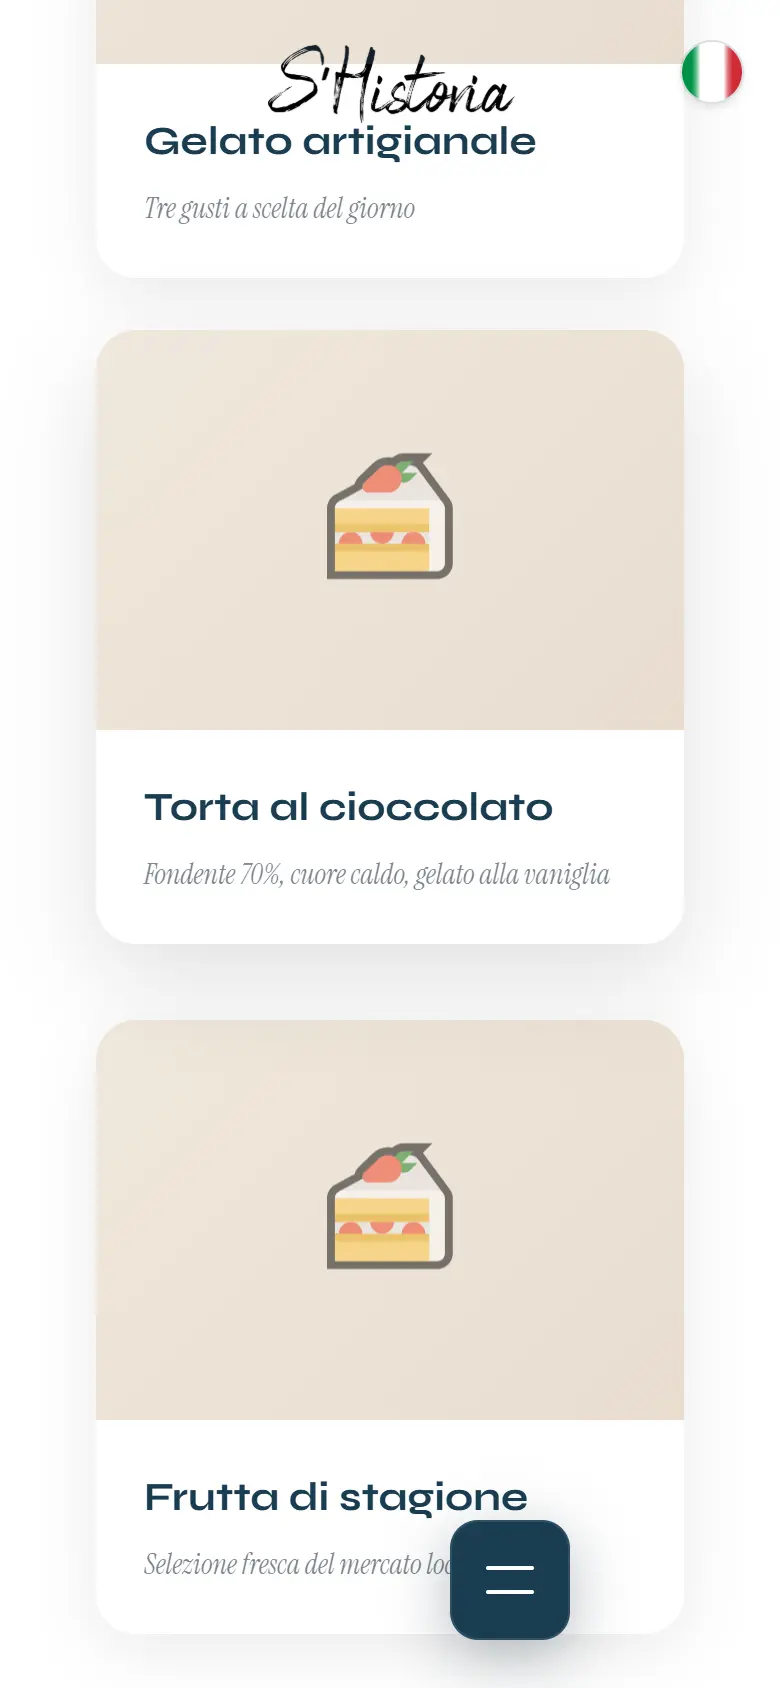 S'Historia
Gelato artigianale
Tre gusti a scelta del giorno
Torta al cioccolato
Fondente 70%, cuore caldo, gelato alla vaniglia
Frutta di stagione
Selezione fresca del mercato